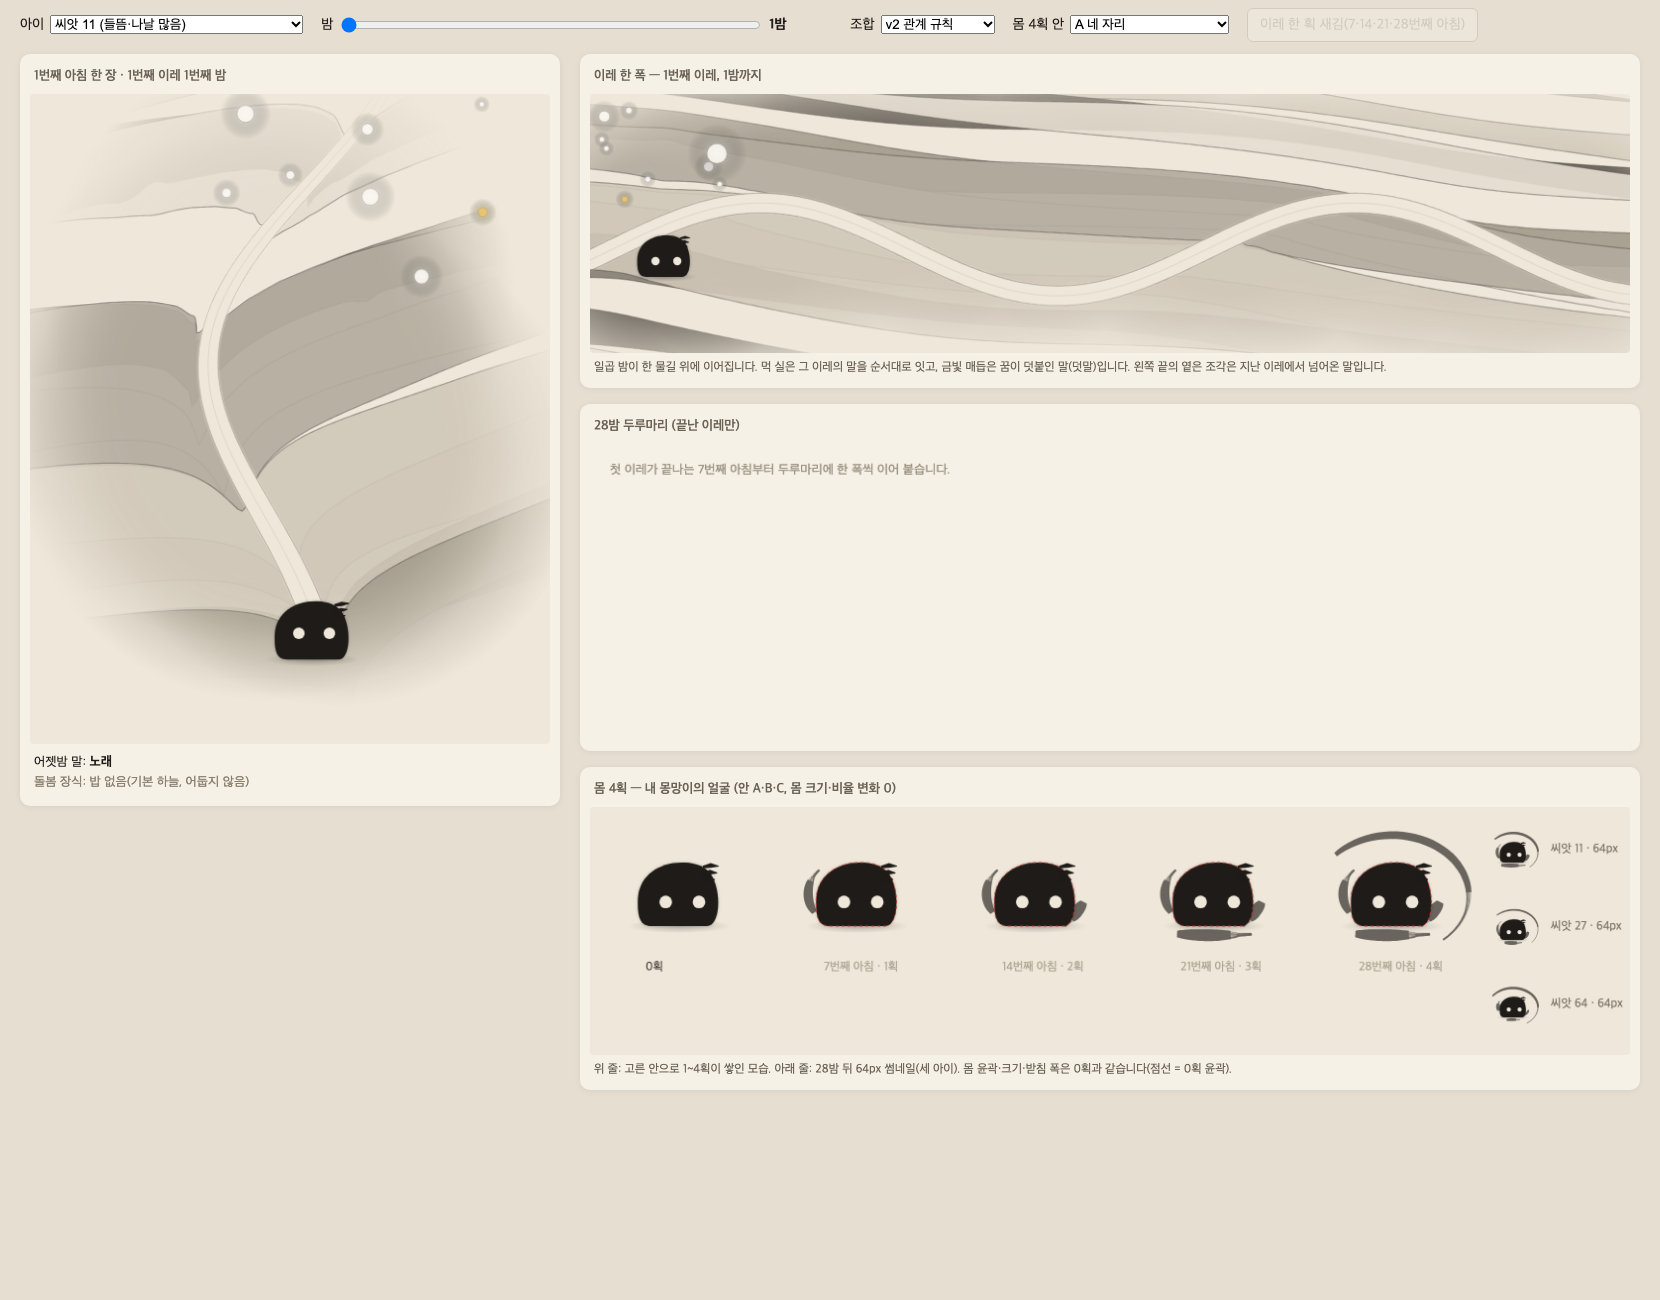 아이 씨앗 11 (들뜸·나날 많음) 밤 1밤 조합 v2 관계 규칙 몸 4획 안 A 네 자리 이레 한 획 새김(7·14·21·28번째 아침)
1번째 아침 한 장 · 1번째 이레 1번째 밤
어젯밤 말: 노래
돌봄 장식: 밥 없음(기본 하늘, 어둡지 않음)
이레 한 폭 — 1번째 이레, 1밤까지
일곱 밤이 한 물길 위에 이어집니다. 먹 실은 그 이레의 말을 순서대로 잇고, 금빛 매듭은 꿈이 덧붙인 말(덧말)입니다. 왼쪽 끝의 옅은 조각은 지난 이레에서 넘어온 말입니다.
28밤 두루마리 (끝난 이레만)
첫 이레가 끝나는 7번째 아침부터 두루마리에 한 폭씩 이어 붙습니다.
몸 4획 — 내 몽망이의 얼굴 (안 A·B·C, 몸 크기·비율 변화 0)
씨앗 11 · 64px
씨앗 27 · 64px
0획 7번째 아침 · 1획 14번째 아침 · 2획 21번째 아침 · 3획 28번째 아침 · 4획
씨앗 64 · 64px
위 줄: 고른 안으로 1~4획이 쌓인 모습. 아래 줄: 28밤 뒤 64px 썸네일(세 아이). 몸 윤곽·크기·받침 폭은 0획과 같습니다(점선 = 0획 윤곽).